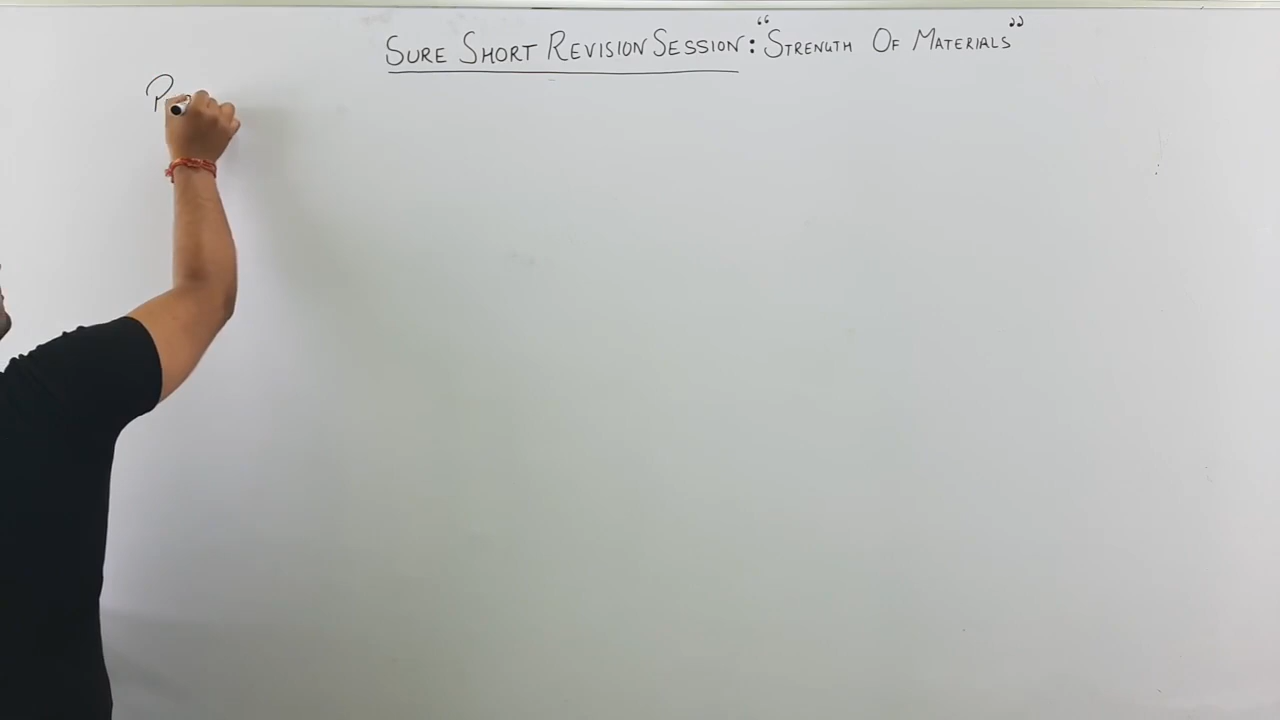 SURE SHORT REVISION SESSION : "STRENGTH OF MATERIALS"
P